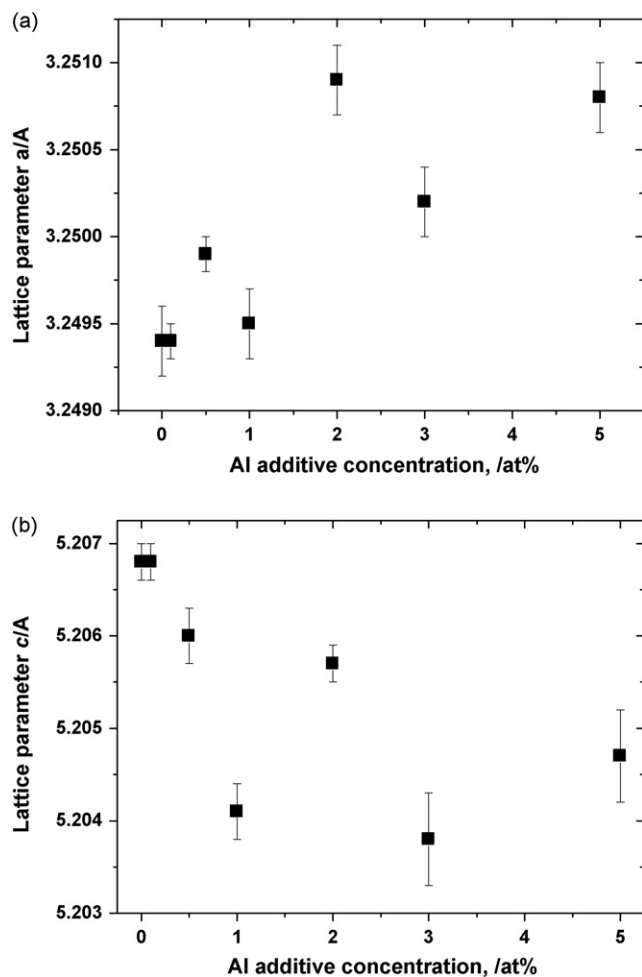 (a)
3.2510
3.2505
3.2500
3.2495
3.2490
Lattice parameter a/A
0 1 2 3 4 5
Al additive concentration, /at%
(b)
5.207
5.206
5.205
5.204
5.203
Lattice parameter c/A
0 1 2 3 4 5
Al additive concentration, /at%